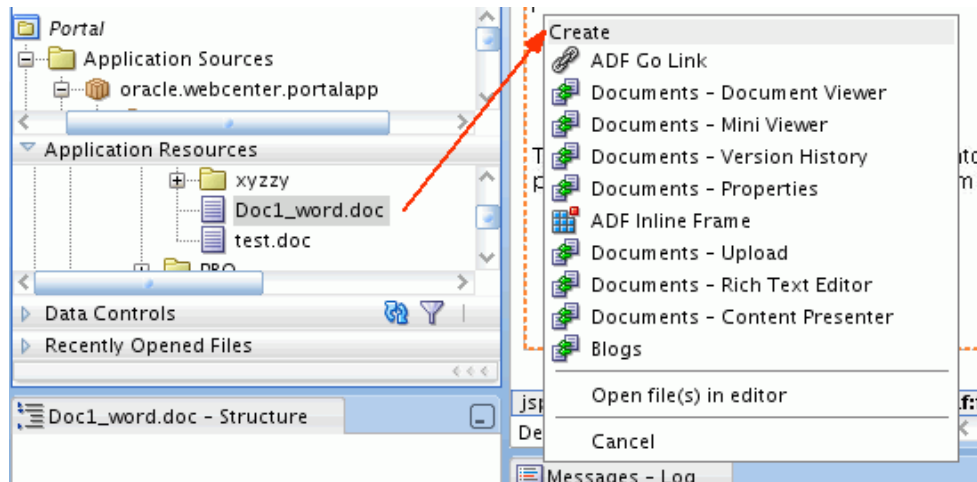 Portal
Application Sources
oracle.webcenter.portalapp
Application Resources
xyzzy
Doc1_word.doc
test.doc
Data Controls
Recently Opened Files
Doc1_word.doc - Structure
Create
ADF Go Link
Documents - Document Viewer
Documents - Mini Viewer
Documents - Version History
Documents - Properties
ADF Inline Frame
Documents - Upload
Documents - Rich Text Editor
Documents - Content Presenter
Blogs
Open file(s) in editor
Cancel
Messages - Log